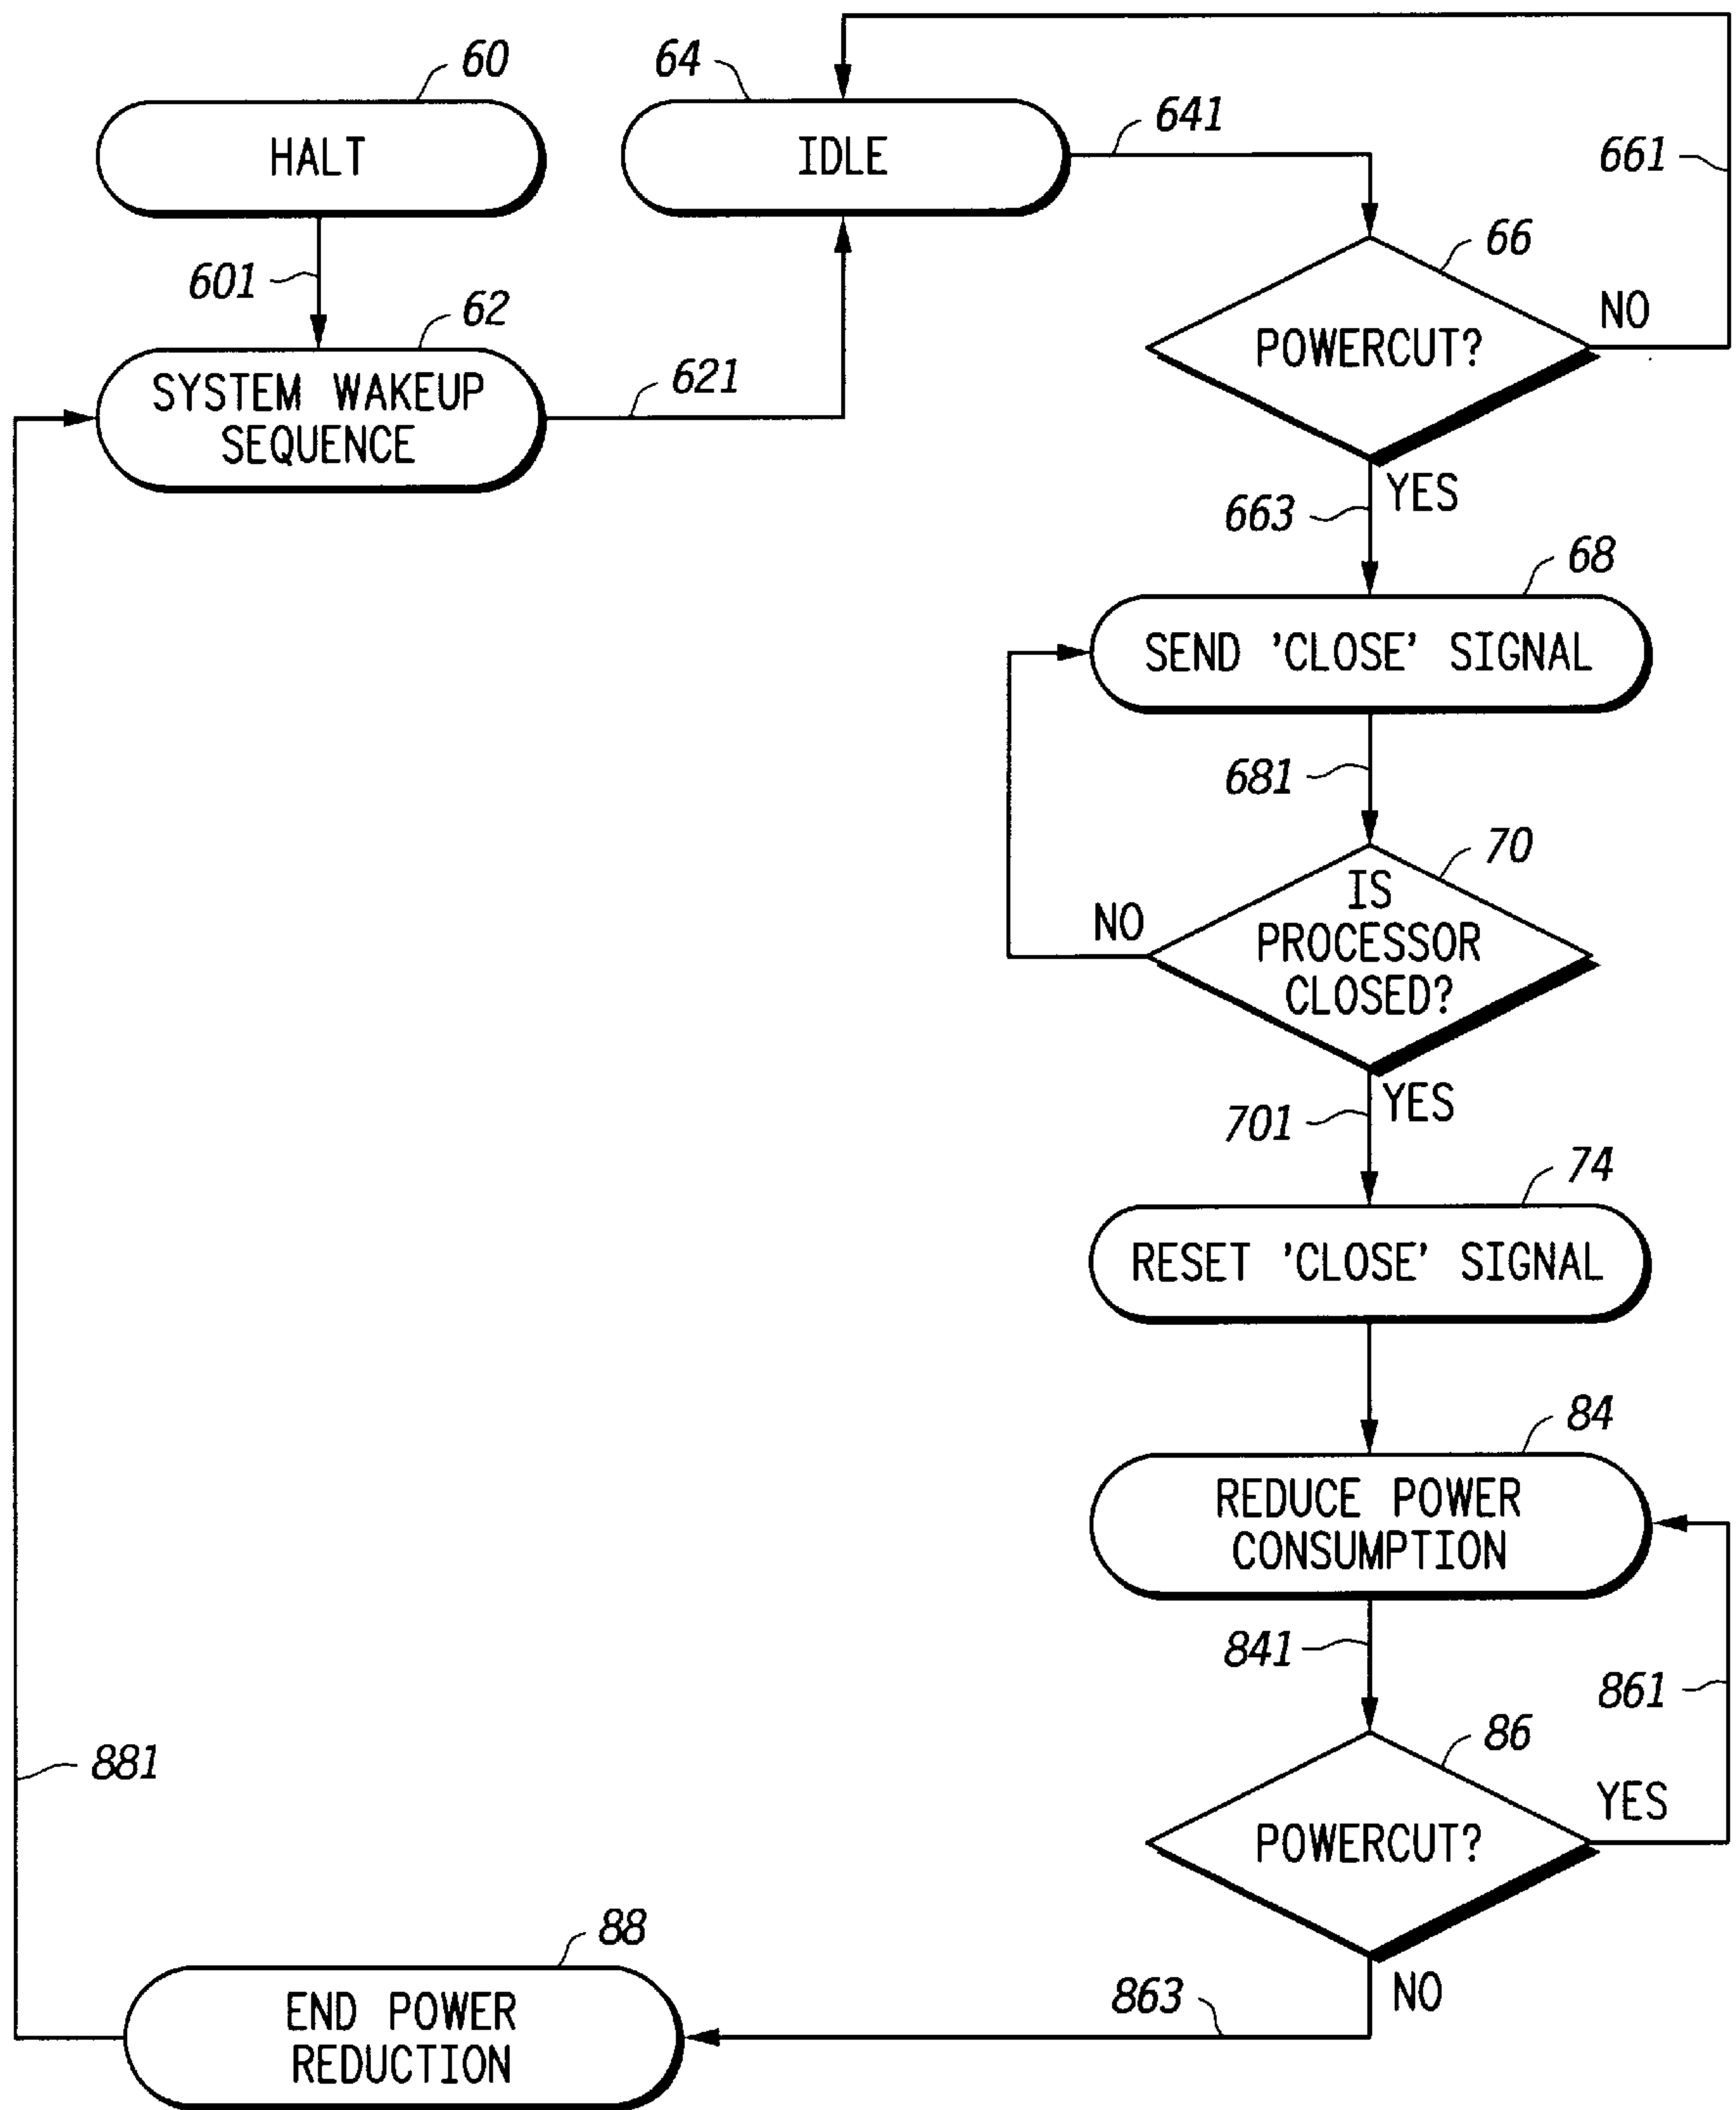 60
64
HALT
IDLE
641
661
601
66
62
NO
SYSTEM WAKEUP
SEQUENCE
621
POWERCUT?
663
YES
68
SEND 'CLOSE' SIGNAL
681
70
IS
PROCESSOR
CLOSED?
NO
701
YES
74
RESET 'CLOSE' SIGNAL
84
REDUCE POWER
CONSUMPTION
841
861
86
881
YES
POWERCUT?
88
863
NO
END POWER
REDUCTION